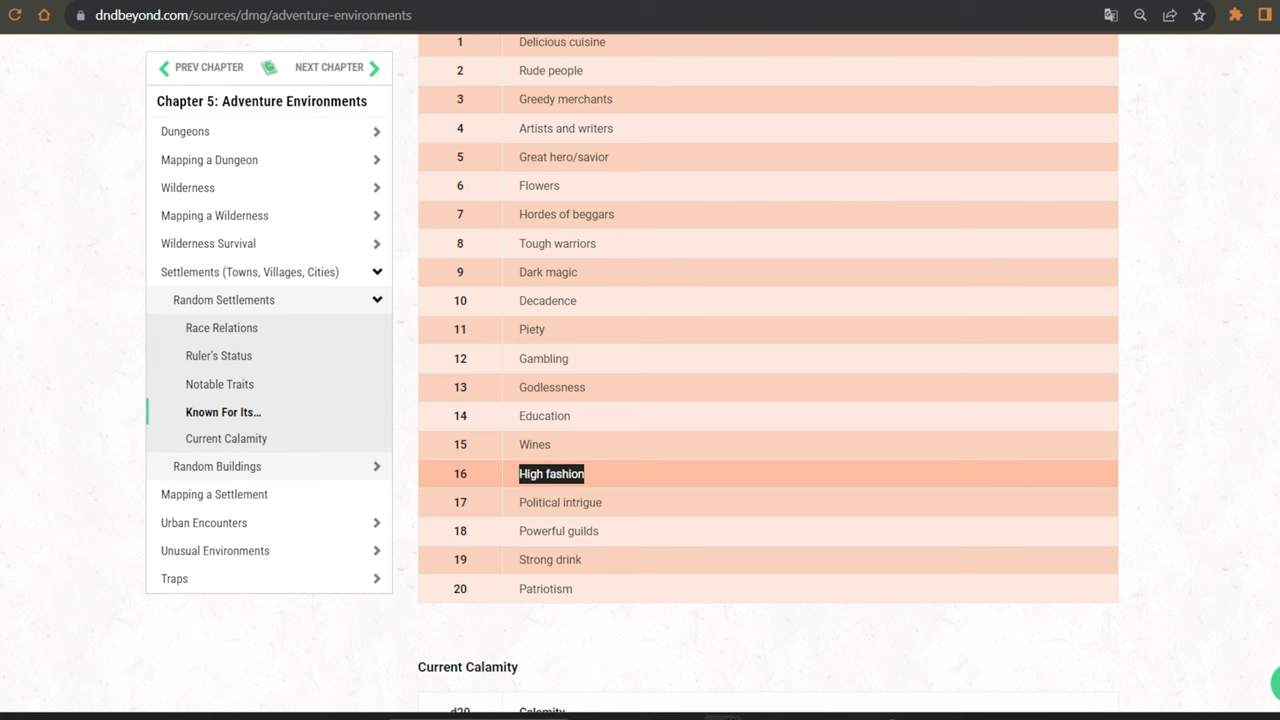 dndbeyond.com/sources/dmg/adventure-environments
PREV CHAPTER
NEXT CHAPTER
Chapter 5: Adventure Environments
Dungeons
Mapping a Dungeon
Wilderness
Mapping a Wilderness
Wilderness Survival
Settlements (Towns, Villages, Cities)
Random Settlements
Race Relations
Ruler's Status
Notable Traits
Known For Its...
Current Calamity
Random Buildings
Mapping a Settlement
Urban Encounters
Unusual Environments
Traps
1 Delicious cuisine
2 Rude people
3 Greedy merchants
4 Artists and writers
5 Great hero/savior
6 Flowers
7 Hordes of beggars
8 Tough warriors
9 Dark magic
10 Decadence
11 Piety
12 Gambling
13 Godlessness
14 Education
15 Wines
16 High fashion
17 Political intrigue
18 Powerful guilds
19 Strong drink
20 Patriotism
Current Calamity
d20 Calamity